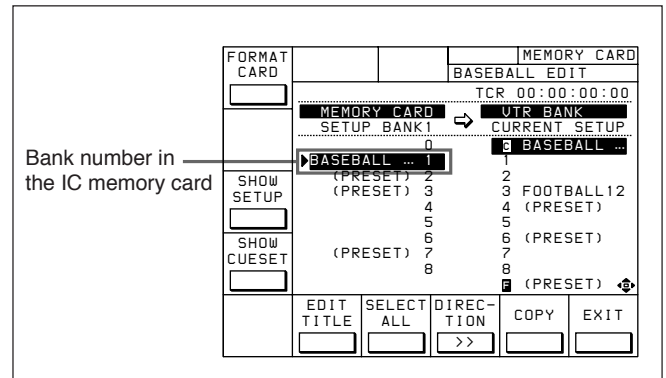 FORMAT CARD
MEMORY CARD
BASEBALL EDIT
TCR 00:00:00:00
MEMORY CARD ⇨ VTR BANK
SETUP BANK1 CURRENT SETUP
0 C BASEBALL ...
Bank number in the IC memory card
▶BASEBALL ... 1 1
(PRESET) 2 2
SHOW SETUP
(PRESET) 3 3 FOOTBALL12
4 4 (PRESET)
5 5
SHOW CUESET
6 6 (PRESET)
(PRESET) 7 7
8 8
F (PRESET)
EDIT TITLE
SELECT ALL
DIREC-TION
>>
COPY
EXIT